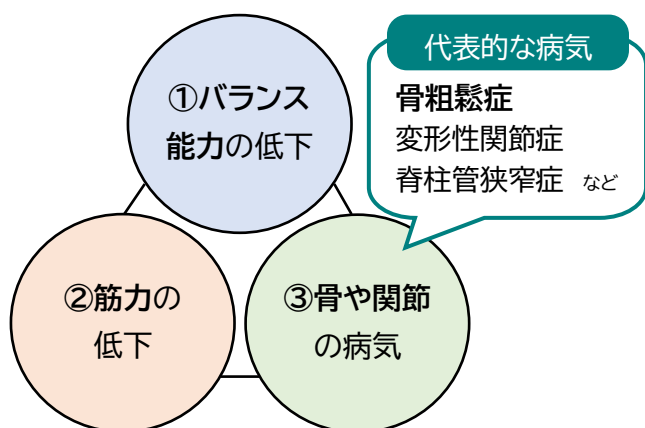 代表的な病気
骨粗鬆症
変形性関節症
脊柱管狭窄症 など
①バランス
能力の低下
②筋力の
低下
③骨や関節
の病気